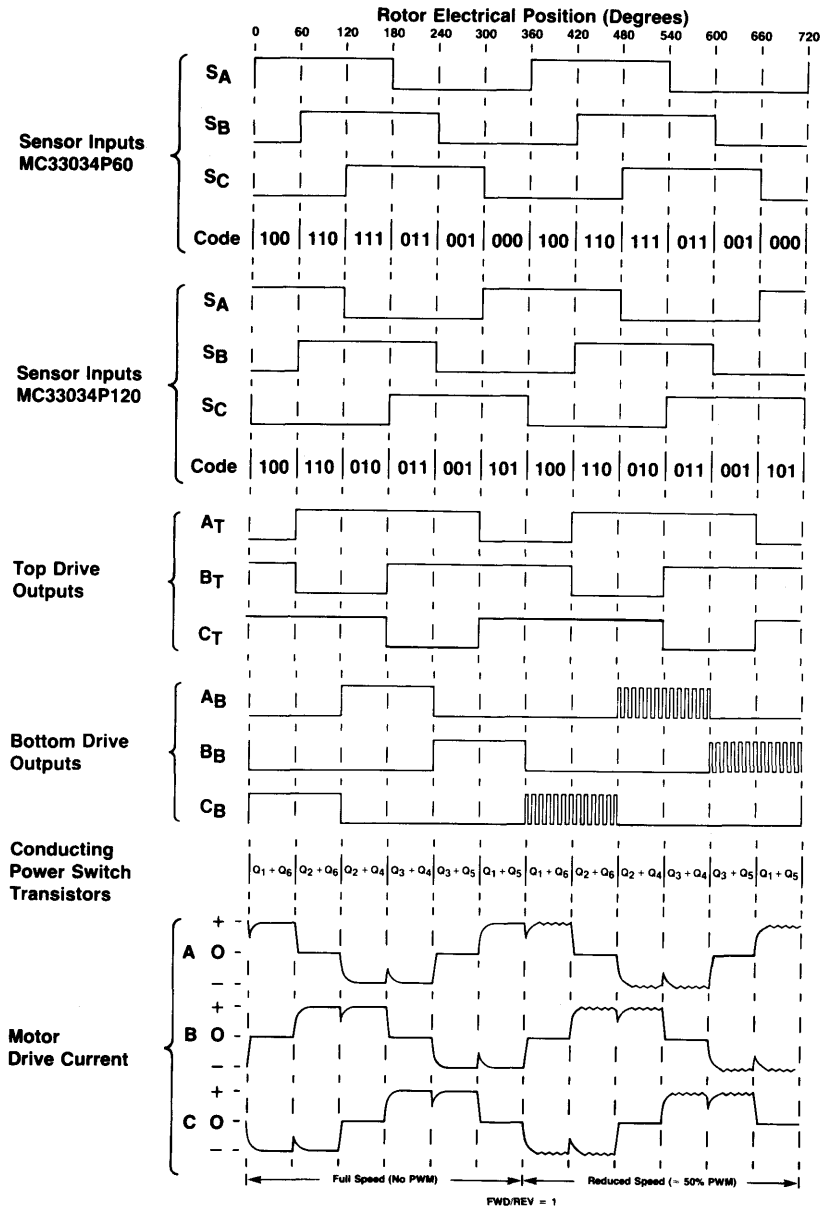 Rotor Electrical Position (Degrees)
0 60 120 180 240 300 360 420 480 540 600 660 720
SA
SB
Sensor Inputs
MC33034P60
SC
Code 100 110 111 011 001 000 100 110 111 011 001 000
SA
SB
Sensor Inputs
MC33034P120
SC
Code 100 110 010 011 001 101 100 110 010 011 001 101
AT
Top Drive
Outputs
BT
CT
AB
Bottom Drive
Outputs
BB
CB
Conducting
Power Switch
Transistors
Q1 + Q6 Q2 + Q6 Q2 + Q4 Q3 + Q4 Q3 + Q5 Q1 + Q5 Q1 + Q6 Q2 + Q6 Q2 + Q4 Q3 + Q4 Q3 + Q5 Q1 + Q5
+
A O -
-
+
Motor
Drive Current
B O -
-
+
C O -
-
Full Speed (No PWM) Reduced Speed (≈ 50% PWM)
FWD/REV = 1